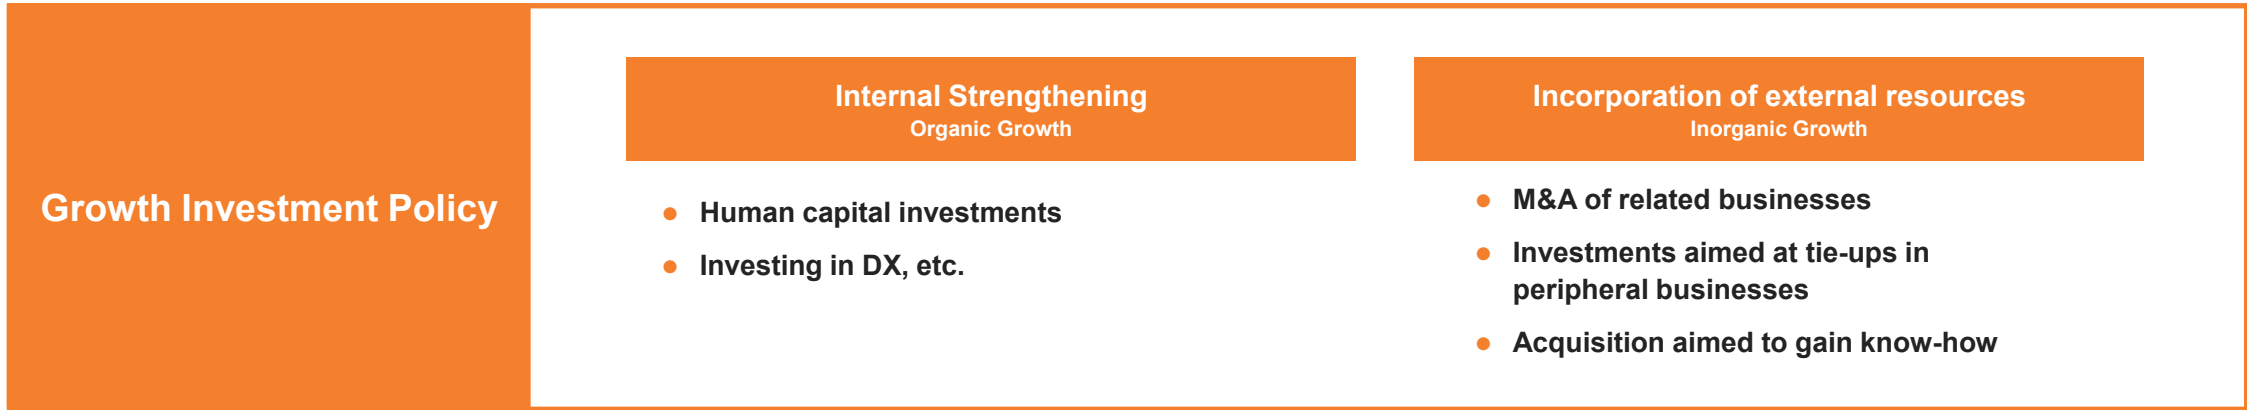 Growth Investment Policy
Internal Strengthening
Organic Growth
● Human capital investments
● Investing in DX, etc.
Incorporation of external resources
Inorganic Growth
● M&A of related businesses
● Investments aimed at tie-ups in
peripheral businesses
● Acquisition aimed to gain know-how